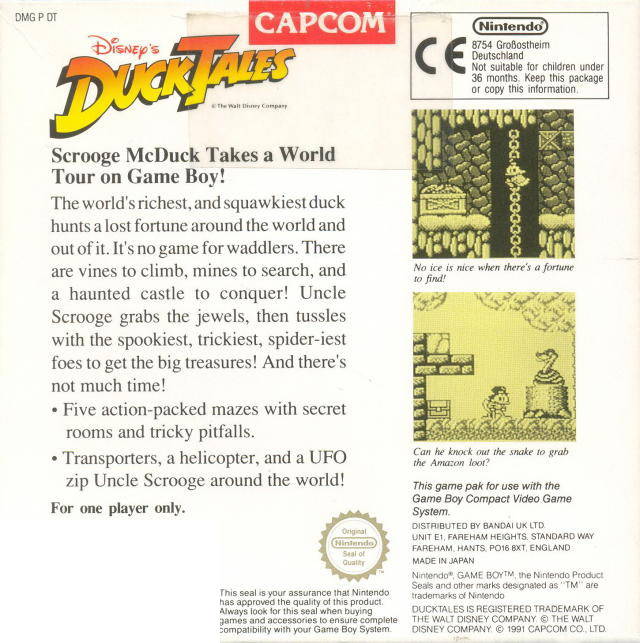 DMG P DT
CAPCOM®
Disney's
DUCKTALES
© The Walt Disney Company
Nintendo®
CE
8754 Großostheim
Deutschland
Not suitable for children under
36 months. Keep this package
or copy this information.
Scrooge McDuck Takes a World
Tour on Game Boy!
The world's richest, and squawkiest duck
hunts a lost fortune around the world and
out of it. It's no game for waddlers. There
are vines to climb, mines to search, and
a haunted castle to conquer! Uncle
Scrooge grabs the jewels, then tussles
with the spookiest, trickiest, spider-iest
foes to get the big treasures! And there's
not much time!
• Five action-packed mazes with secret
rooms and tricky pitfalls.
• Transporters, a helicopter, and a UFO
zip Uncle Scrooge around the world!
For one player only.
No ice is nice when there's a fortune
to find!
Can he knock out the snake to grab
the Amazon loot?
This game pak for use with the
Game Boy Compact Video Game
System.
DISTRIBUTED BY BANDAI UK LTD.
UNIT E1, FAREHAM HEIGHTS, STANDARD WAY
FAREHAM, HANTS, PO16 8XT, ENGLAND
MADE IN JAPAN
Nintendo®, GAME BOY™, the Nintendo Product
Seals and other marks designated as "TM" are
trademarks of Nintendo
DUCKTALES IS REGISTERED TRADEMARK OF
THE WALT DISNEY COMPANY. © THE WALT
DISNEY COMPANY. © 1991 CAPCOM CO., LTD.
Original
Nintendo
Seal of
Quality
TM
This seal is your assurance that Nintendo
has approved the quality of this product.
Always look for this seal when buying
games and accessories to ensure complete
compatibility with your Game Boy System.